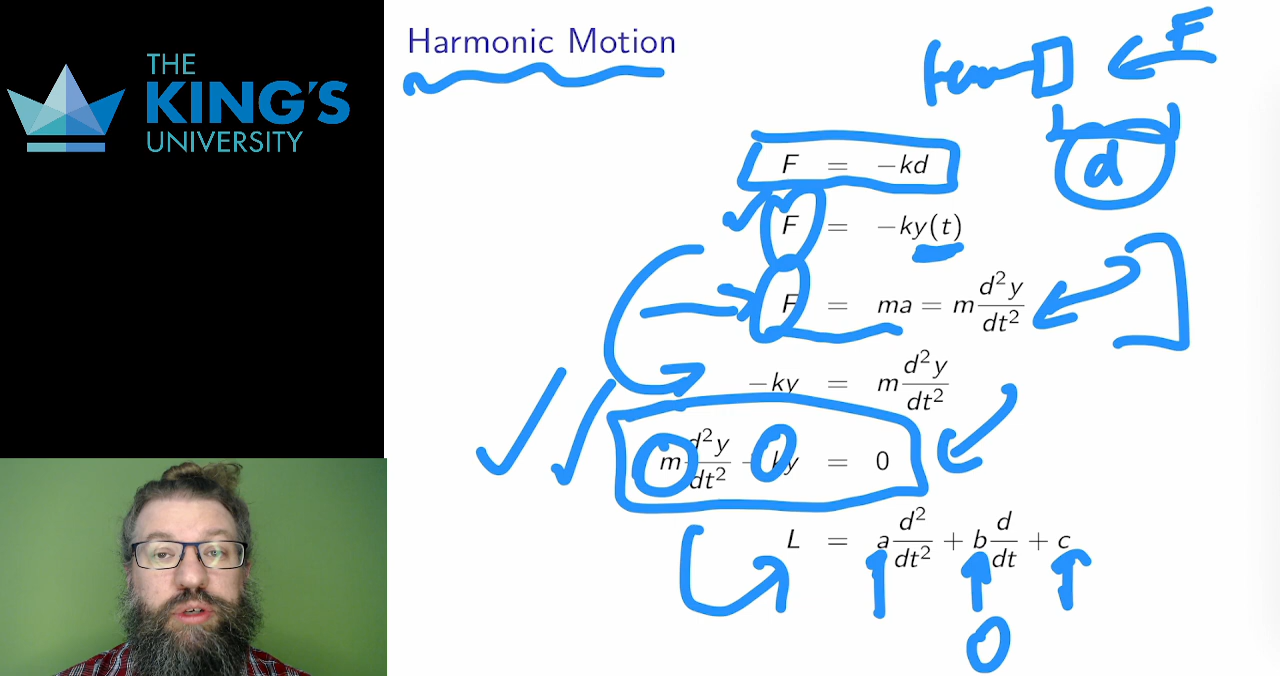 THE
KING'S
UNIVERSITY
Harmonic Motion
F
F = −kd
d
F = −ky(t)
F = ma = m d²y/dt²
−ky = m d²y/dt²
m d²y/dt² ky = 0
L = a d²/dt² + b d/dt + c
0